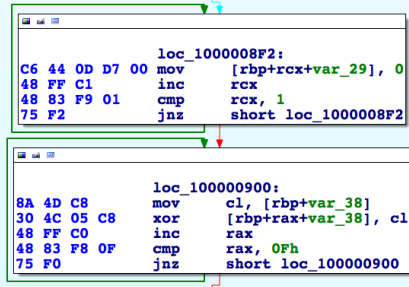 loc_1000008F2:
C6 44 0D D7 00 mov [rbp+rcx+var_29], 0
48 FF C1 inc rcx
48 83 F9 01 cmp rcx, 1
75 F2 jnz short loc_1000008F2
loc_100000900:
8A 4D C8 mov cl, [rbp+var_38]
30 4C 05 C8 xor [rbp+rax+var_38], cl
48 FF C0 inc rax
48 83 F8 0F cmp rax, 0Fh
75 F0 jnz short loc_100000900